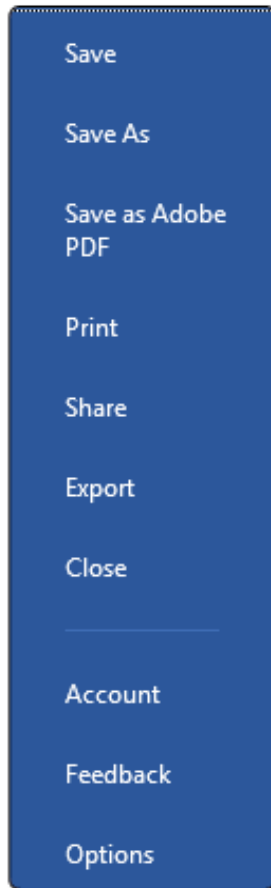 Save
Save As
Save as Adobe
PDF
Print
Share
Export
Close
Account
Feedback
Options